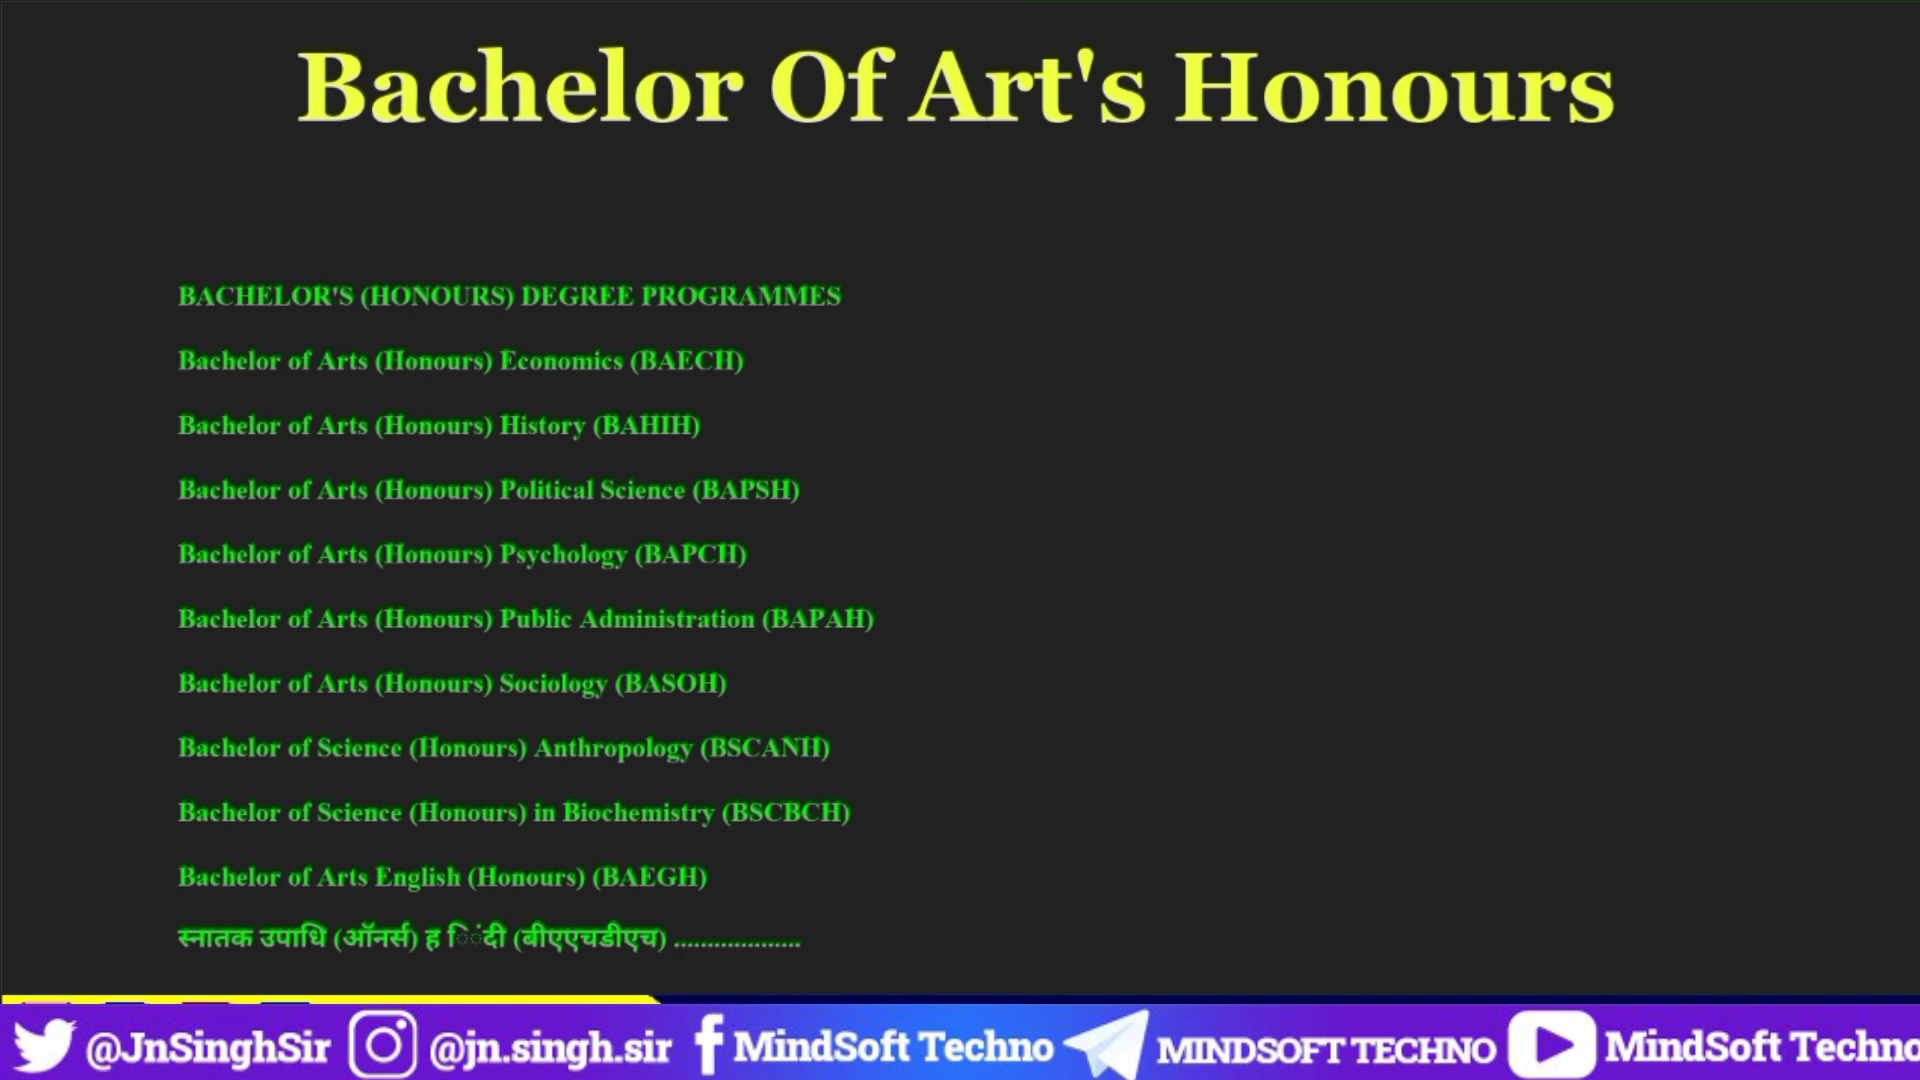 Bachelor Of Art's Honours
BACHELOR'S (HONOURS) DEGREE PROGRAMMES
Bachelor of Arts (Honours) Economics (BAECH)
Bachelor of Arts (Honours) History (BAHIH)
Bachelor of Arts (Honours) Political Science (BAPSH)
Bachelor of Arts (Honours) Psychology (BAPCH)
Bachelor of Arts (Honours) Public Administration (BAPAH)
Bachelor of Arts (Honours) Sociology (BASOH)
Bachelor of Science (Honours) Anthropology (BSCANH)
Bachelor of Science (Honours) in Biochemistry (BSCBCH)
Bachelor of Arts English (Honours) (BAEGH)
स्नातक उपाधि (ऑनर्स) ह िंदी (बीएएचडीएच) ...................
@JnSinghSir @jn.singh.sir MindSoft Techno MINDSOFT TECHNO MindSoft Techno